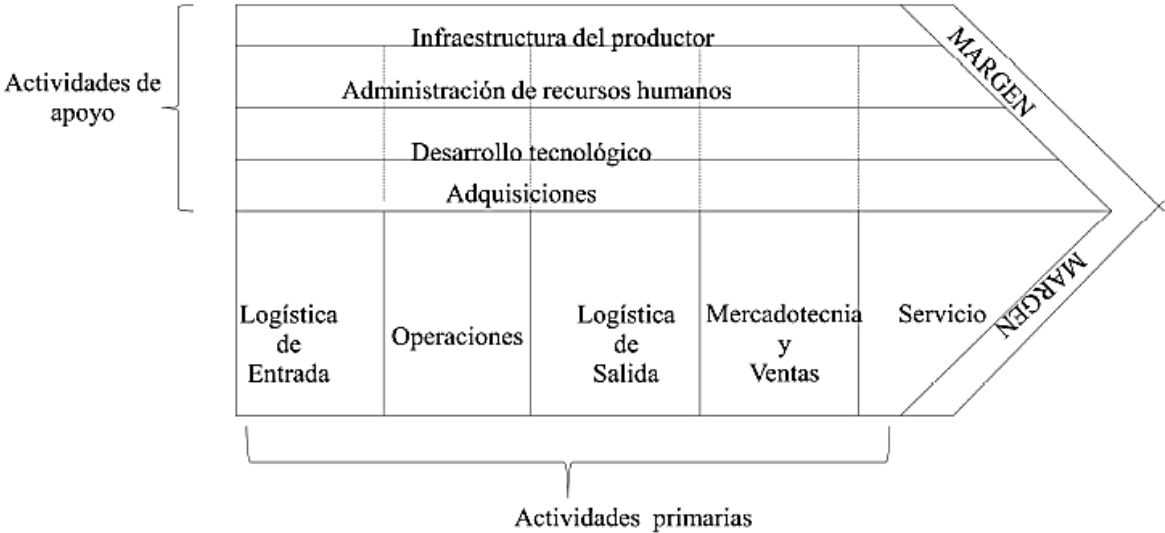 Infraestructura del productor
MARGEN
Actividades de
apoyo
Administración de recursos humanos
Desarrollo tecnológico
Adquisiciones
Logística
de
Entrada
Operaciones
Logística
de
Salida
Mercadotecnia
y
Ventas
Servicio
MARGEN
Actividades primarias